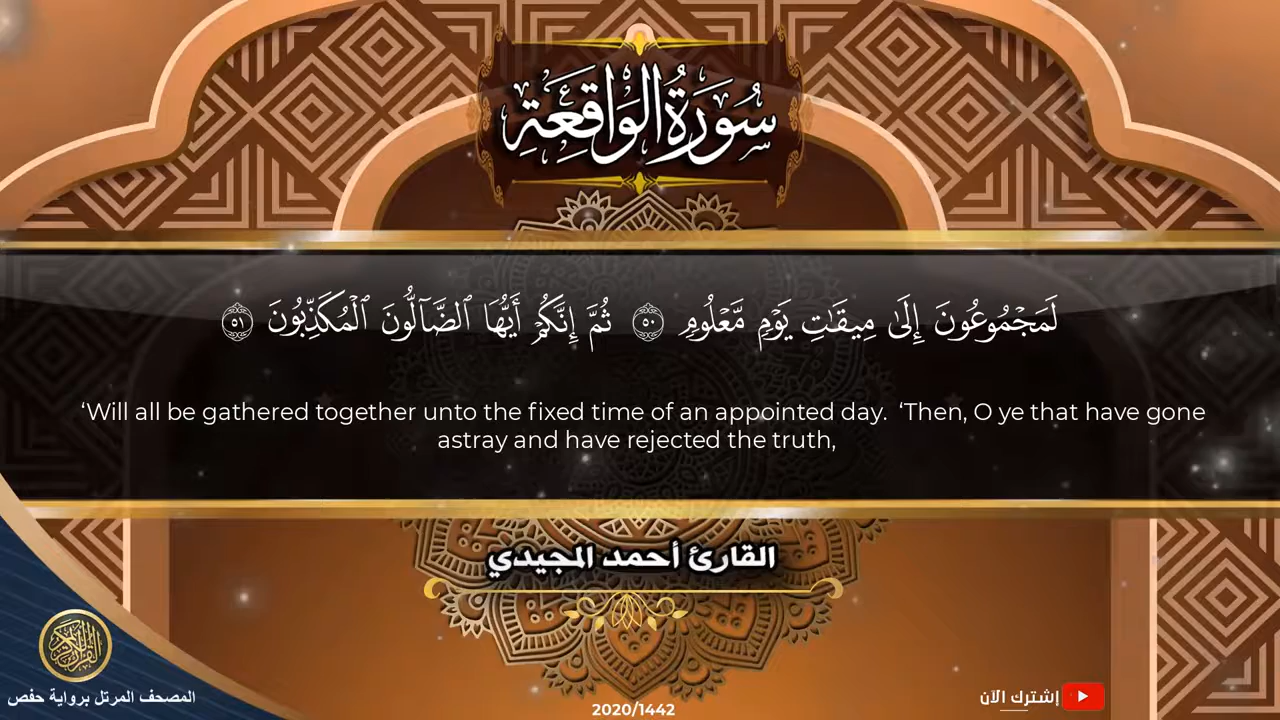 سُورَةُ الوَاقِعَةِ
لَمَجۡمُوعُونَ إِلَىٰ مِيقَٰتِ يَوۡمٖ مَّعۡلُومٖ ۝٥٠ ثُمَّ إِنَّكُمۡ أَيُّهَا ٱلضَّآلُّونَ ٱلۡمُكَذِّبُونَ ۝٥١
‘Will all be gathered together unto the fixed time of an appointed day.  ‘Then, O ye that have gone
astray and have rejected the truth,
القارئ أحمد المجيدي
القرآن الكريم
المصحف المرتل برواية حفص
إشترك الآن
2020/1442